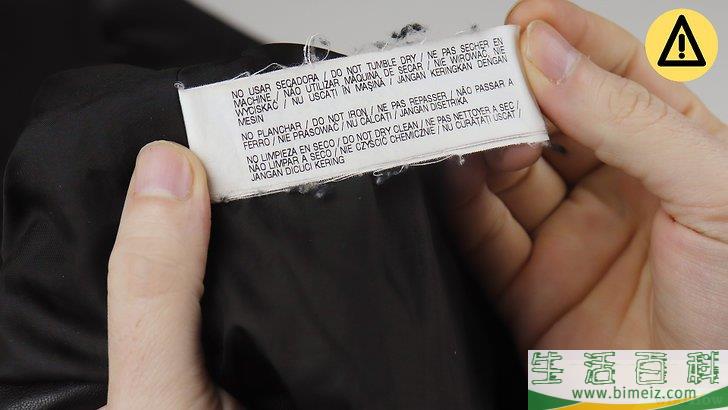 NO USAR SECADORA / DO NOT TUMBLE DRY / NE PAS SECHER EN
MACHINE / NÃO UTILIZAR MÁQUINA DE SECAR / NIE WIROWAĆ, NIE
WYCISKAĆ / NU USCAŢI ÎN MAŞINA / JANGAN KERINGKAN DENGAN
MESIN
NO PLANCHAR / DO NOT IRON / NE PAS REPASSER / NÃO PASSAR A
FERRO / NIE PRASOWAĆ / NU CALCAŢI / JANGAN DISETRIKA
NO LIMPIEZA EN SECO / DO NOT DRY CLEAN / NE PAS NETTOYER A SEC /
NÃO LIMPAR A SECO / NIE CZYŚCIĆ CHEMICZNIE / NU CURĂŢAŢI USCAT /
JANGAN DICUCI KERING
生活百科
www.bimeiz.com